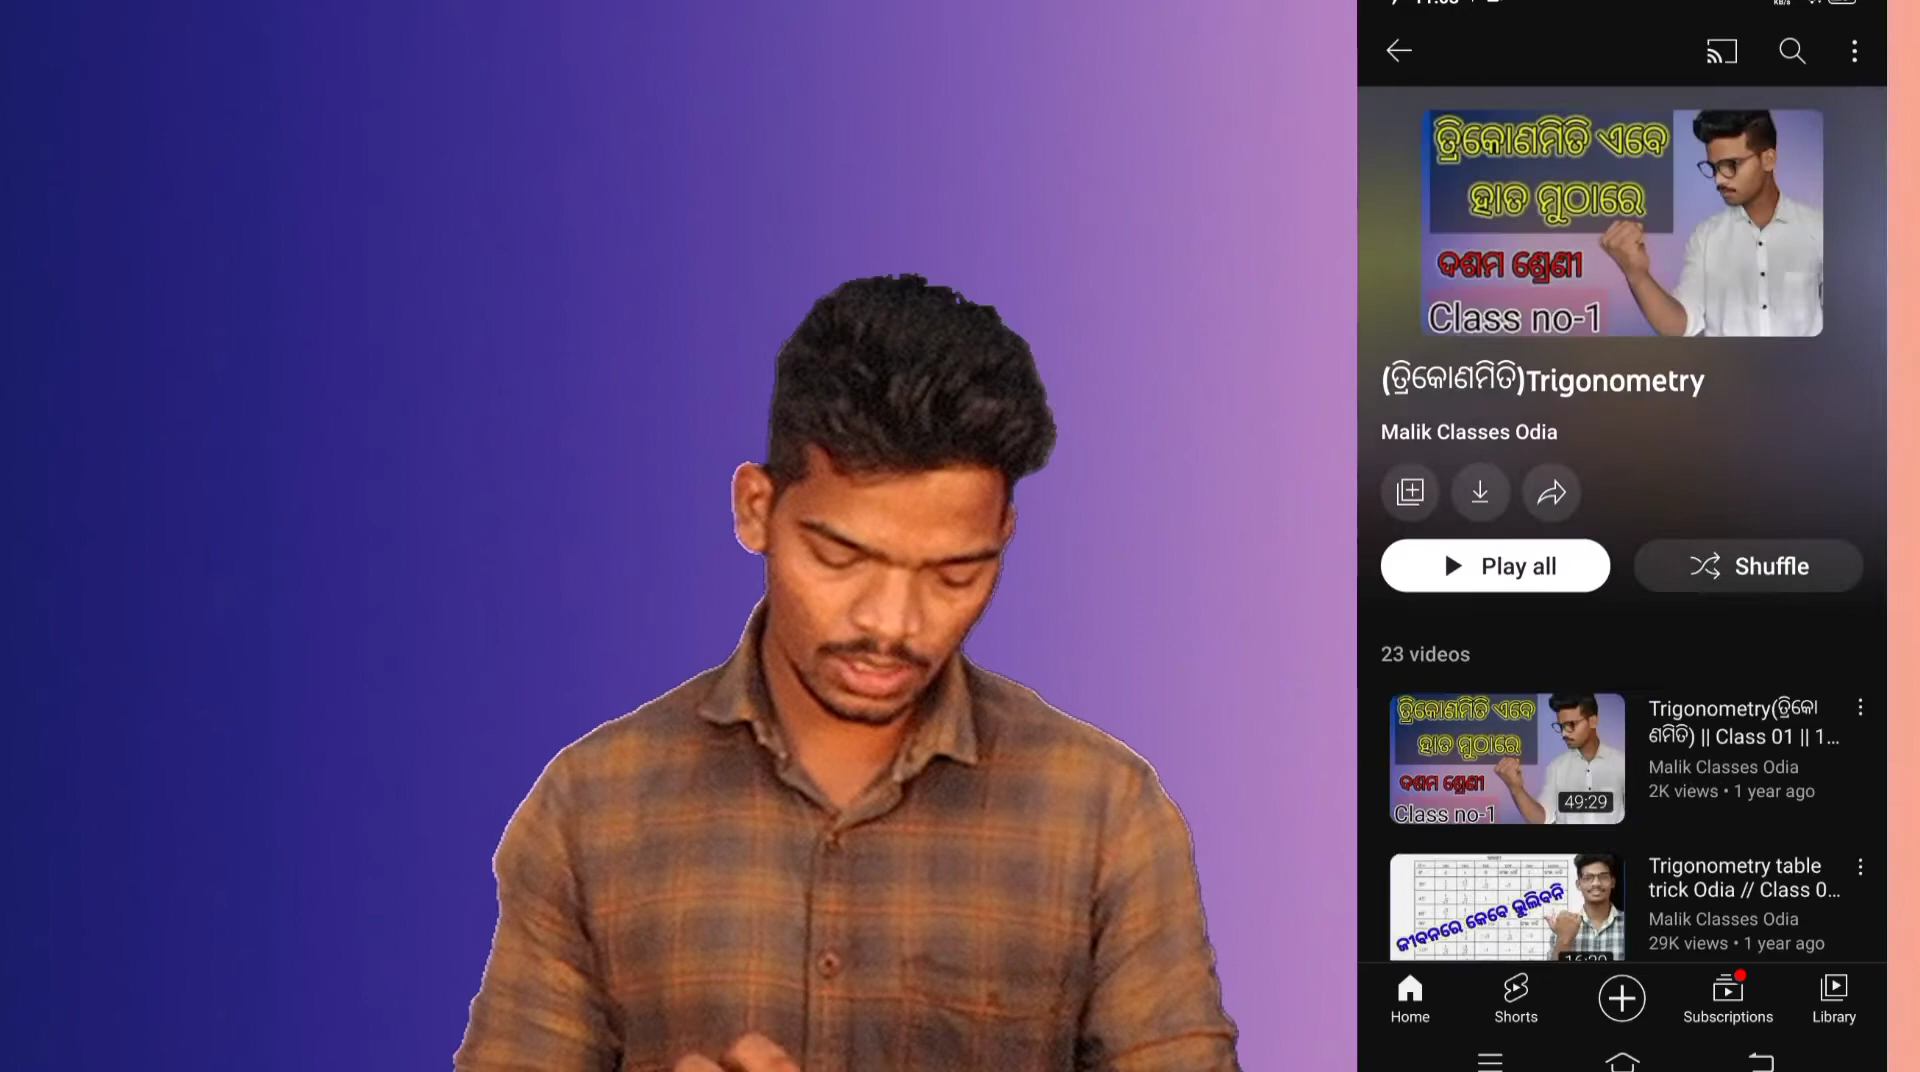 ତ୍ରିକୋଣମିତି ଏବେ
ହାତ ମୁଠାରେ
ଦଶମ ଶ୍ରେଣୀ
Class no-1
(ତ୍ରିକୋଣମିତି)Trigonometry
Malik Classes Odia
Play all
Shuffle
23 videos
ତ୍ରିକୋଣମିତି ଏବେ
ହାତ ମୁଠାରେ
ଦଶମ ଶ୍ରେଣୀ
Class no-1
49:29
Trigonometry(ତ୍ରିକୋ
ଣମିତି) || Class 01 || 1...
Malik Classes Odia
2K views • 1 year ago
ଜୀବନରେ କେବେ ଭୁଲିବନି
Trigonometry table
trick Odia // Class 0...
Malik Classes Odia
29K views • 1 year ago
Home
Shorts
Subscriptions
Library